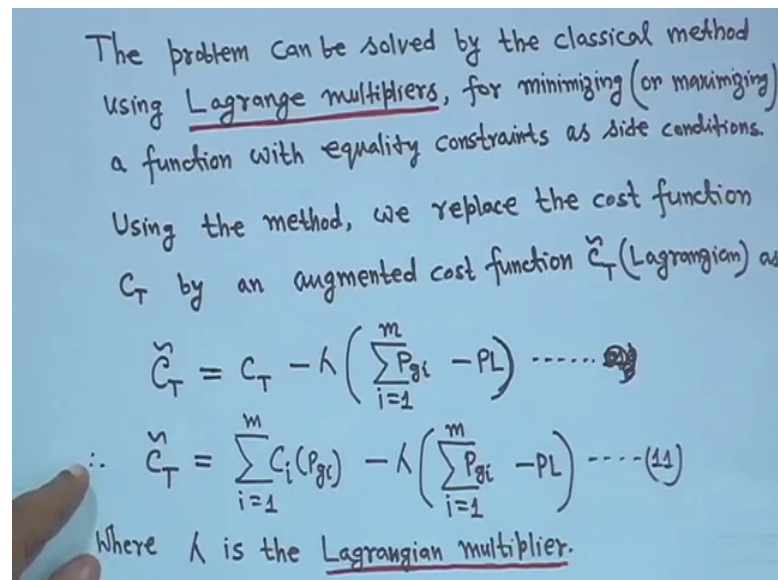 The problem can be solved by the classical method
using Lagrange multipliers, for minimizing (or maximizing)
a function with equality constraints as side conditions.
Using the method, we replace the cost function
C_T by an augmented cost function C̃_T (Lagrangian) as
C̃_T = C_T - λ ( ∑_{i=1}^{m} P_{gi} - PL ) ------
∴ C̃_T = ∑_{i=1}^{m} C_i(P_{gi}) - λ ( ∑_{i=1}^{m} P_{gi} - PL ) ----(11)
Where λ is the Lagrangian multiplier.